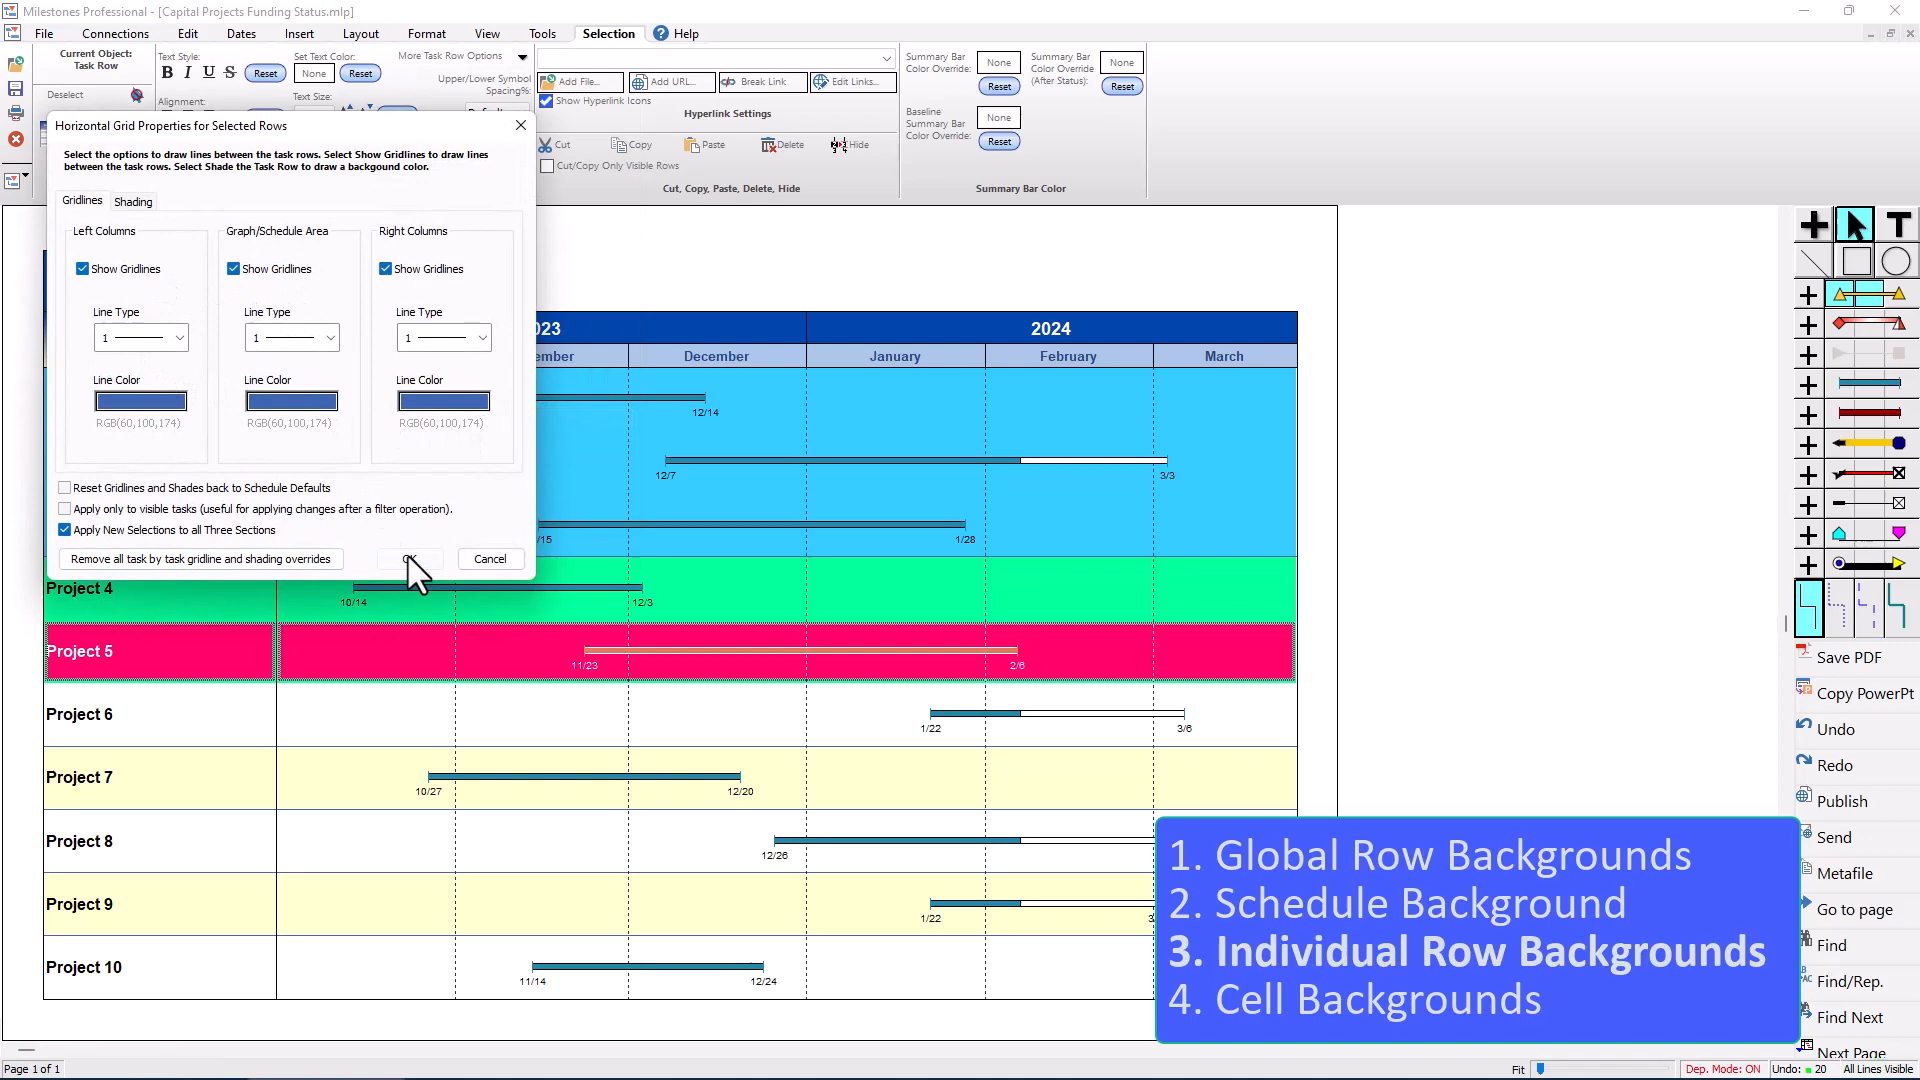 Milestones Professional - [Capital Projects Funding Status.mlp]
File Connections Edit Dates Insert Layout Format View Tools Selection Help
Current Object:
Task Row
Deselect
Text Style:
B I U S Reset
Alignment:
Set Text Color:
None Reset
Text Size:
More Task Row Options
Upper/Lower Symbol
Spacing%:
Add File... Add URL... Break Link Edit Links...
Show Hyperlink Icons
Hyperlink Settings
Cut Copy Paste Delete Hide
Cut/Copy Only Visible Rows
Cut, Copy, Paste, Delete, Hide
Summary Bar
Color Override:
None
Reset
Summary Bar
Color Override
(After Status):
None
Reset
Baseline
Summary Bar
Color Override:
None
Reset
Summary Bar Color
Horizontal Grid Properties for Selected Rows
Select the options to draw lines between the task rows. Select Show Gridlines to draw lines
between the task rows. Select Shade the Task Row to draw a backgound color.
Gridlines Shading
Left Columns Graph/Schedule Area Right Columns
Show Gridlines Show Gridlines Show Gridlines
Line Type Line Type Line Type
1 1 1
Line Color Line Color Line Color
RGB(60,100,174) RGB(60,100,174) RGB(60,100,174)
Reset Gridlines and Shades back to Schedule Defaults
Apply only to visible tasks (useful for applying changes after a filter operation).
Apply New Selections to all Three Sections
Remove all task by task gridline and shading overrides OK Cancel
023 2024
ember December January February March
12/14
12/7 3/3
/15 1/28
Project 4
10/14 12/3
Project 5
11/23 2/6
Project 6
1/22 3/6
Project 7
10/27 12/20
Project 8
12/26
Project 9
1/22 3
Project 10
11/14 12/24
1. Global Row Backgrounds
2. Schedule Background
3. Individual Row Backgrounds
4. Cell Backgrounds
T
Save PDF
Copy PowerPt
Undo
Redo
Publish
Send
Metafile
Go to page
Find
Find/Rep.
Find Next
Next Page
Page 1 of 1 Fit Dep. Mode: ON Undo: 20 All Lines Visible